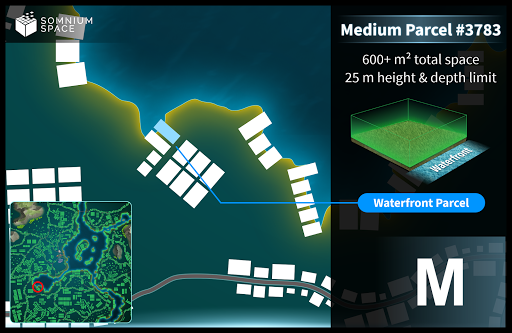 SOMNIUM
SPACE
Medium Parcel #3783
600+ m² total space
25 m height & depth limit
Waterfront
Waterfront Parcel
M